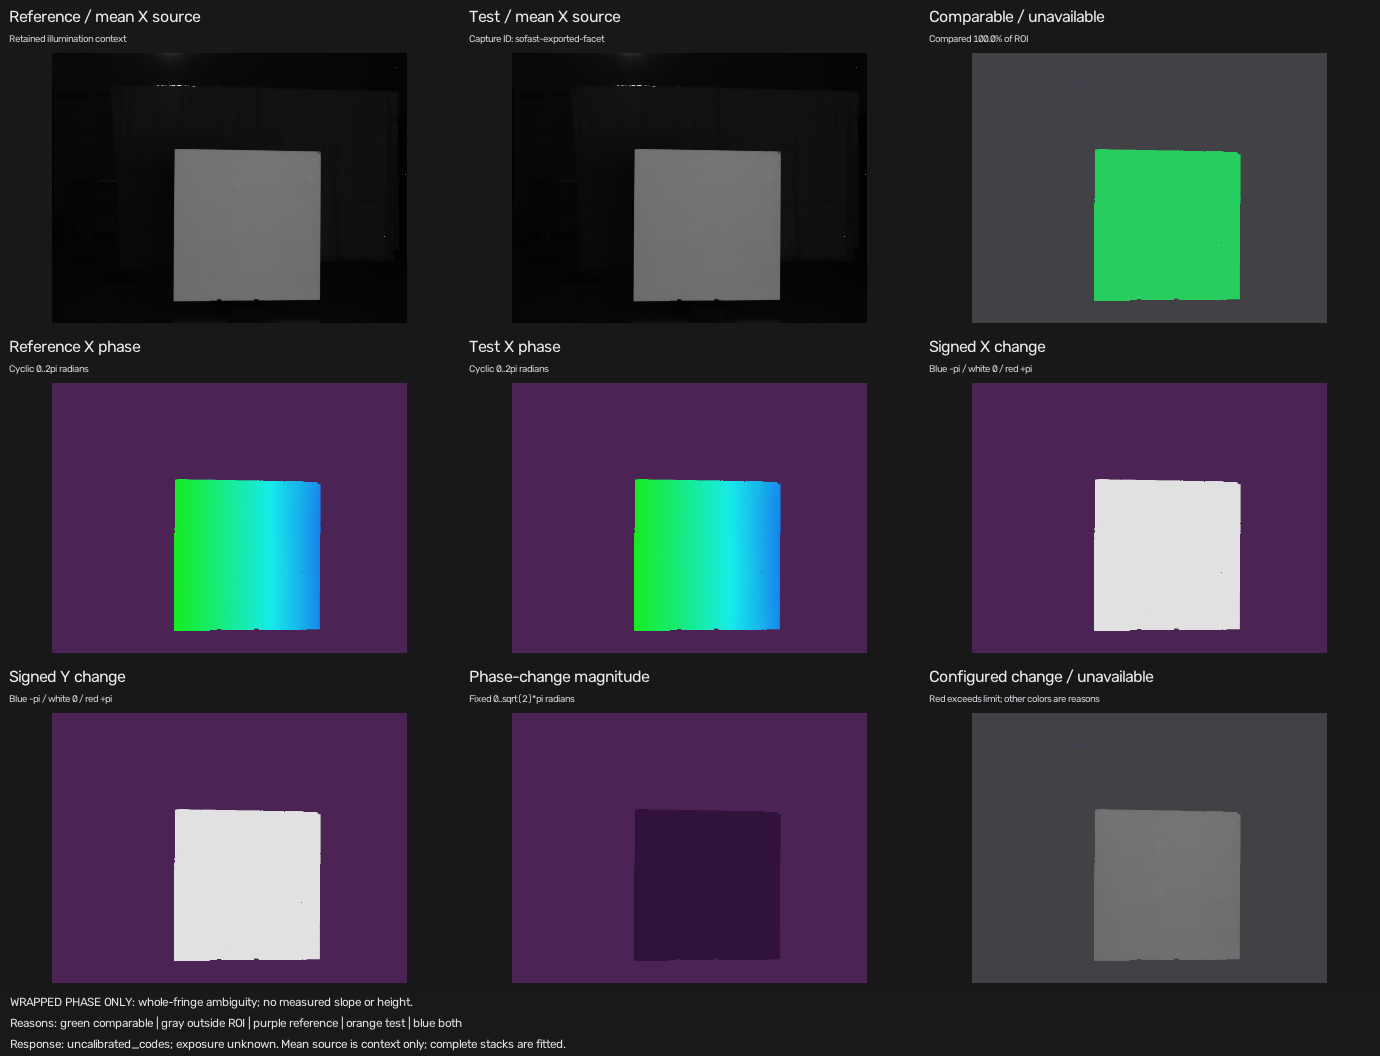 Reference / mean X source
Retained illumination context
Test / mean X source
Capture ID: sofast-exported-facet
Comparable / unavailable
Compared 100.0% of ROI
Reference X phase
Cyclic 0..2pi radians
Test X phase
Cyclic 0..2pi radians
Signed X change
Blue -pi / white 0 / red +pi
Signed Y change
Blue -pi / white 0 / red +pi
Phase-change magnitude
Fixed 0..sqrt(2)*pi radians
Configured change / unavailable
Red exceeds limit; other colors are reasons
WRAPPED PHASE ONLY: whole-fringe ambiguity; no measured slope or height.
Reasons: green comparable | gray outside ROI | purple reference | orange test | blue both
Response: uncalibrated_codes; exposure unknown. Mean source is context only; complete stacks are fitted.